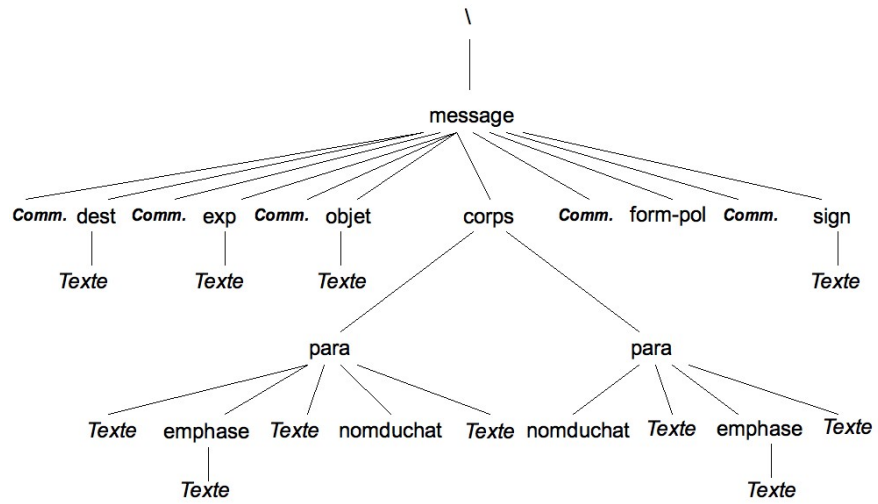 \
message
Comm. dest Comm. exp Comm. objet corps Comm. form-pol Comm. sign
Texte Texte Texte Texte
para para
Texte emphase Texte nomduchat Texte nomduchat Texte emphase Texte
Texte Texte